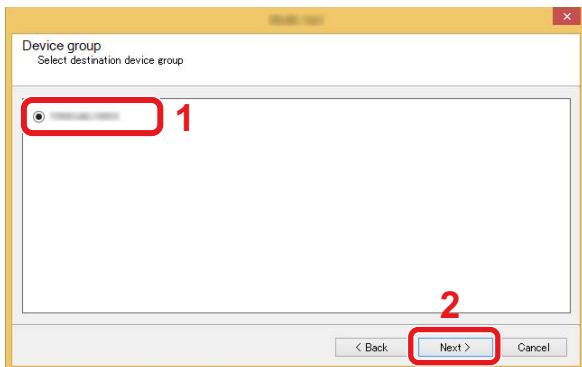 Device group
Select destination device group
1
2
< Back
Next >
Cancel